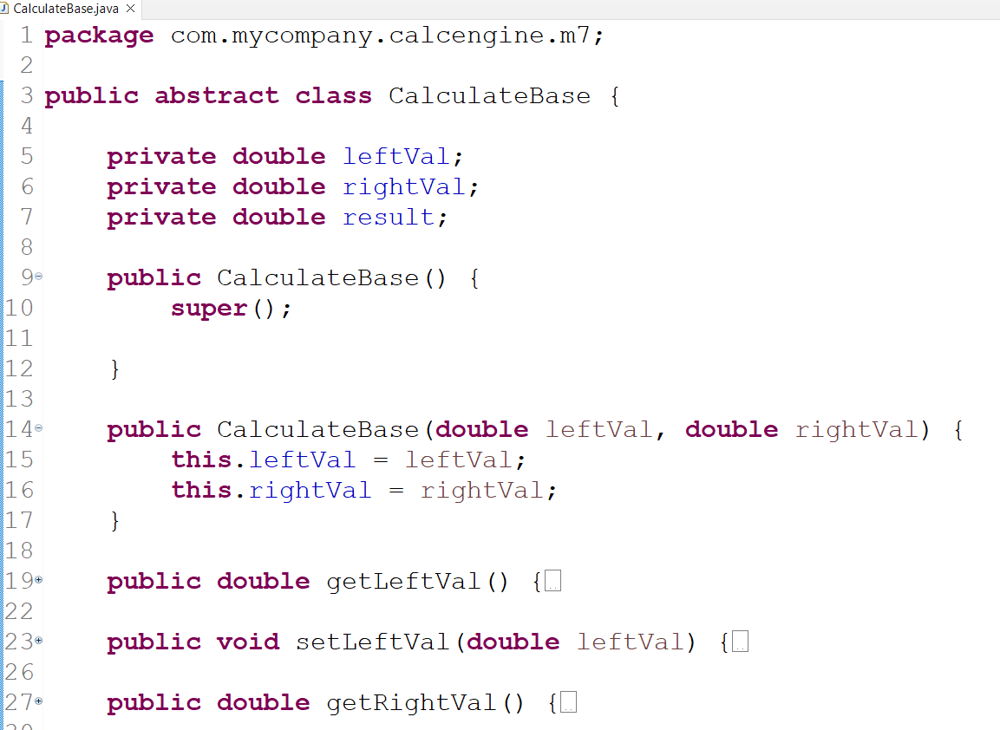 CalculateBase.java
1 package com.mycompany.calcengine.m7;
2
3 public abstract class CalculateBase {
4
5 private double leftVal;
6 private double rightVal;
7 private double result;
8
9 public CalculateBase() {
10 super();
11
12 }
13
14 public CalculateBase(double leftVal, double rightVal) {
15 this.leftVal = leftVal;
16 this.rightVal = rightVal;
17 }
18
19 public double getLeftVal() {..
22
23 public void setLeftVal(double leftVal) {..
26
27 public double getRightVal() {..